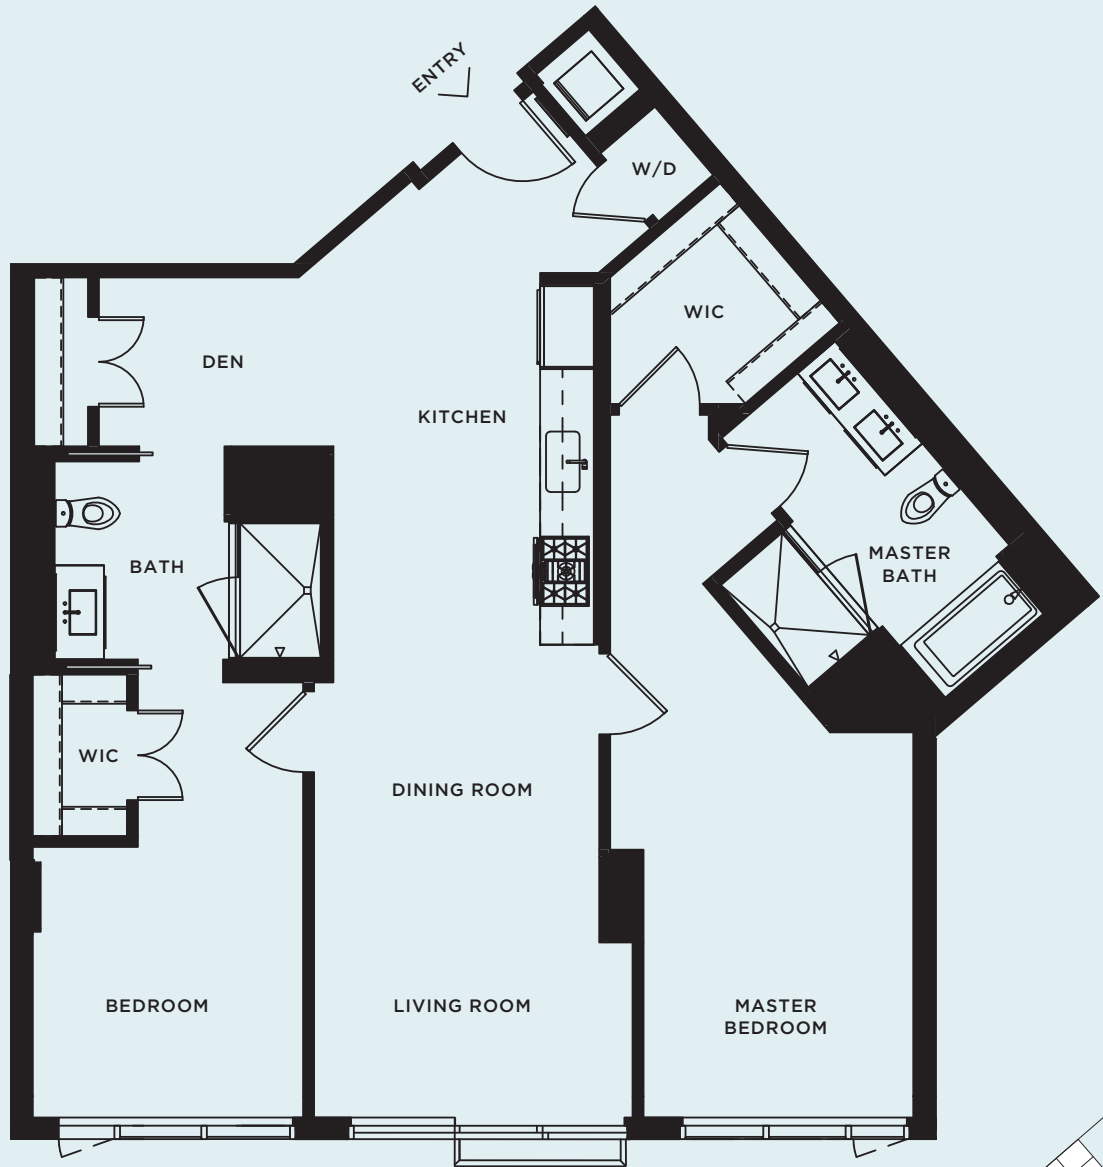 ENTRY
W/D
WIC
DEN
KITCHEN
BATH
MASTER
BATH
WIC
DINING ROOM
BEDROOM
LIVING ROOM
MASTER
BEDROOM